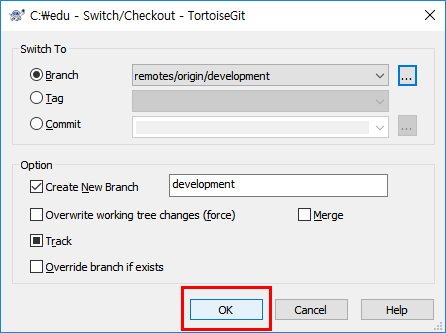 C:₩edu - Switch/Checkout - TortoiseGit
Switch To
Branch
remotes/origin/development
...
Tag
Commit
...
Option
Create New Branch
development
Overwrite working tree changes (force)
Merge
Track
Override branch if exists
OK
Cancel
Help